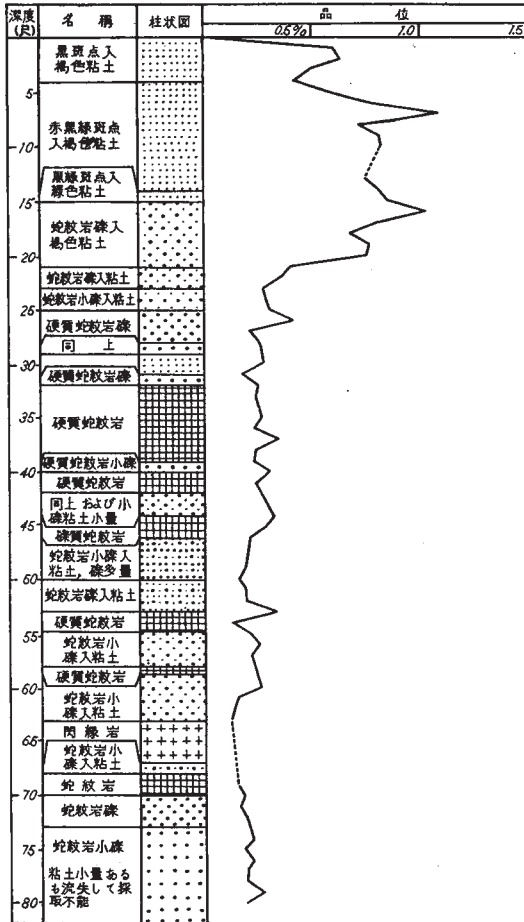 深度
(尺)
名 稱
柱状図
品 位
0.5%
1.0
1.5
黒斑点入
褐色粘土
5
赤黒緑斑点
入褐色粘土
10
黒緑斑点入
緑色粘土
15
蛇紋岩礫入
褐色粘土
20
蛇紋岩礫入粘土
蛇紋岩小礫入粘土
25
硬質蛇紋岩礫
同 上
30
硬質蛇紋岩礫
硬質蛇紋岩
35
硬質蛇紋岩小礫
40
硬質蛇紋岩
同上および小
礫粘土小量
45
礫質蛇紋岩
蛇紋岩小礫入
粘土,礫多量
50
蛇紋岩礫入粘土
硬質蛇紋岩
55
蛇紋岩小
礫入粘土
硬質蛇紋岩
60
蛇紋岩小
礫入粘土
閃緑岩
65
蛇紋岩小
礫入粘土
蛇紋岩
70
蛇紋岩礫
75
蛇紋岩小礫
粘土小量ある
も流失して採
取不能
80